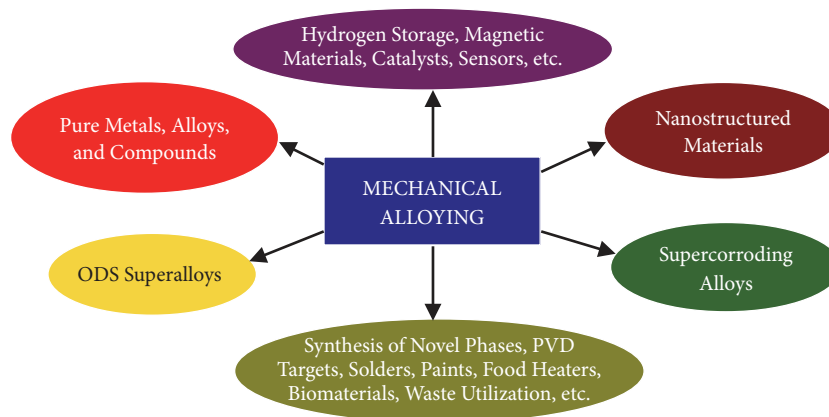 Hydrogen Storage, Magnetic
Materials, Catalysts, Sensors, etc.
Pure Metals, Alloys,
and Compounds
Nanostructured
Materials
MECHANICAL
ALLOYING
ODS Superalloys
Supercorroding
Alloys
Synthesis of Novel Phases, PVD
Targets, Solders, Paints, Food Heaters,
Biomaterials, Waste Utilization, etc.